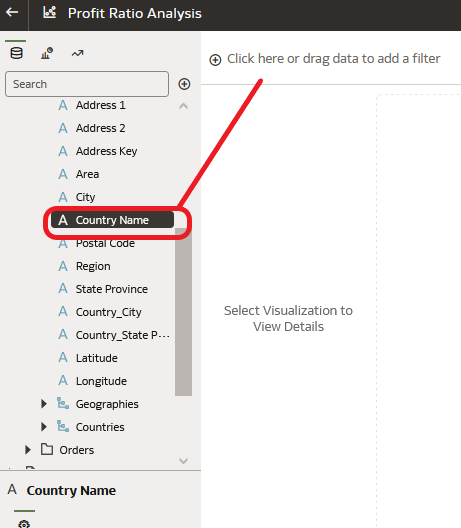 Profit Ratio Analysis
Click here or drag data to add a filter
Search
A Address 1
A Address 2
A Address Key
A Area
A City
A Country Name
A Postal Code
A Region
A State Province
A Country_City
A Country_State P...
A Latitude
A Longitude
Geographies
Countries
Orders
Select Visualization to
View Details
A Country Name